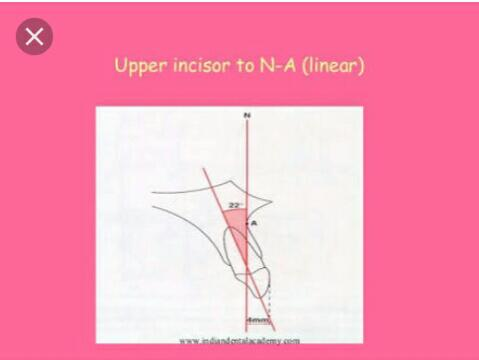 Upper incisor to N-A (linear)
N
22°
A
4mm
www.indiandentalacademy.com